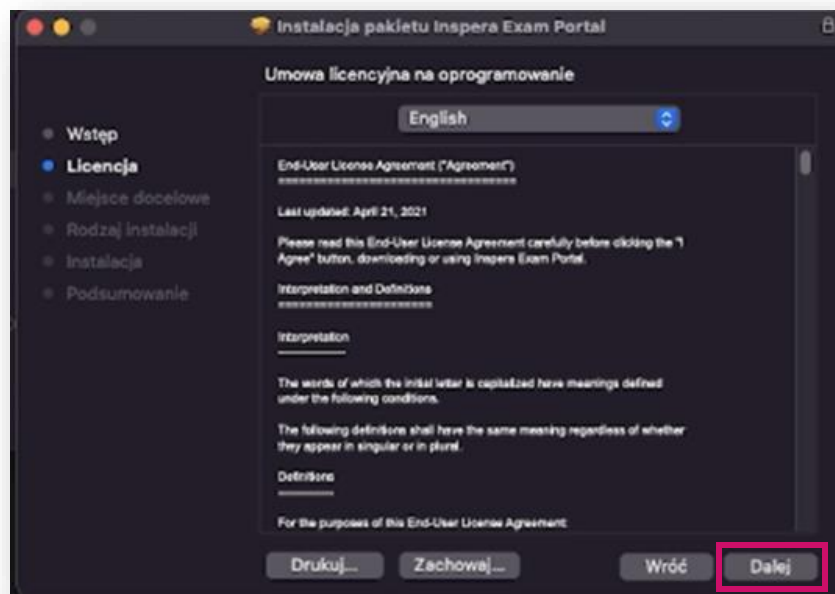 Instalacja pakietu Inspera Exam Portal
Umowa licencyjna na oprogramowanie
English
Wstęp
Licencja
Miejsce docelowe
Rodzaj instalacji
Instalacja
Podsumowanie
End-User License Agreement ("Agreement")
==================================
Last updated: April 21, 2021
Please read this End-User License Agreement carefully before clicking the "I
Agree" button, downloading or using Inspera Exam Portal.
Interpretation and Definitions
======================
Interpretation
-----------------
The words of which the initial letter is capitalized have meanings defined
under the following conditions.
The following definitions shall have the same meaning regardless of whether
they appear in singular or in plural.
Definitions
--------------
For the purposes of this End-User License Agreement:
Drukuj...
Zachowaj...
Wróć
Dalej